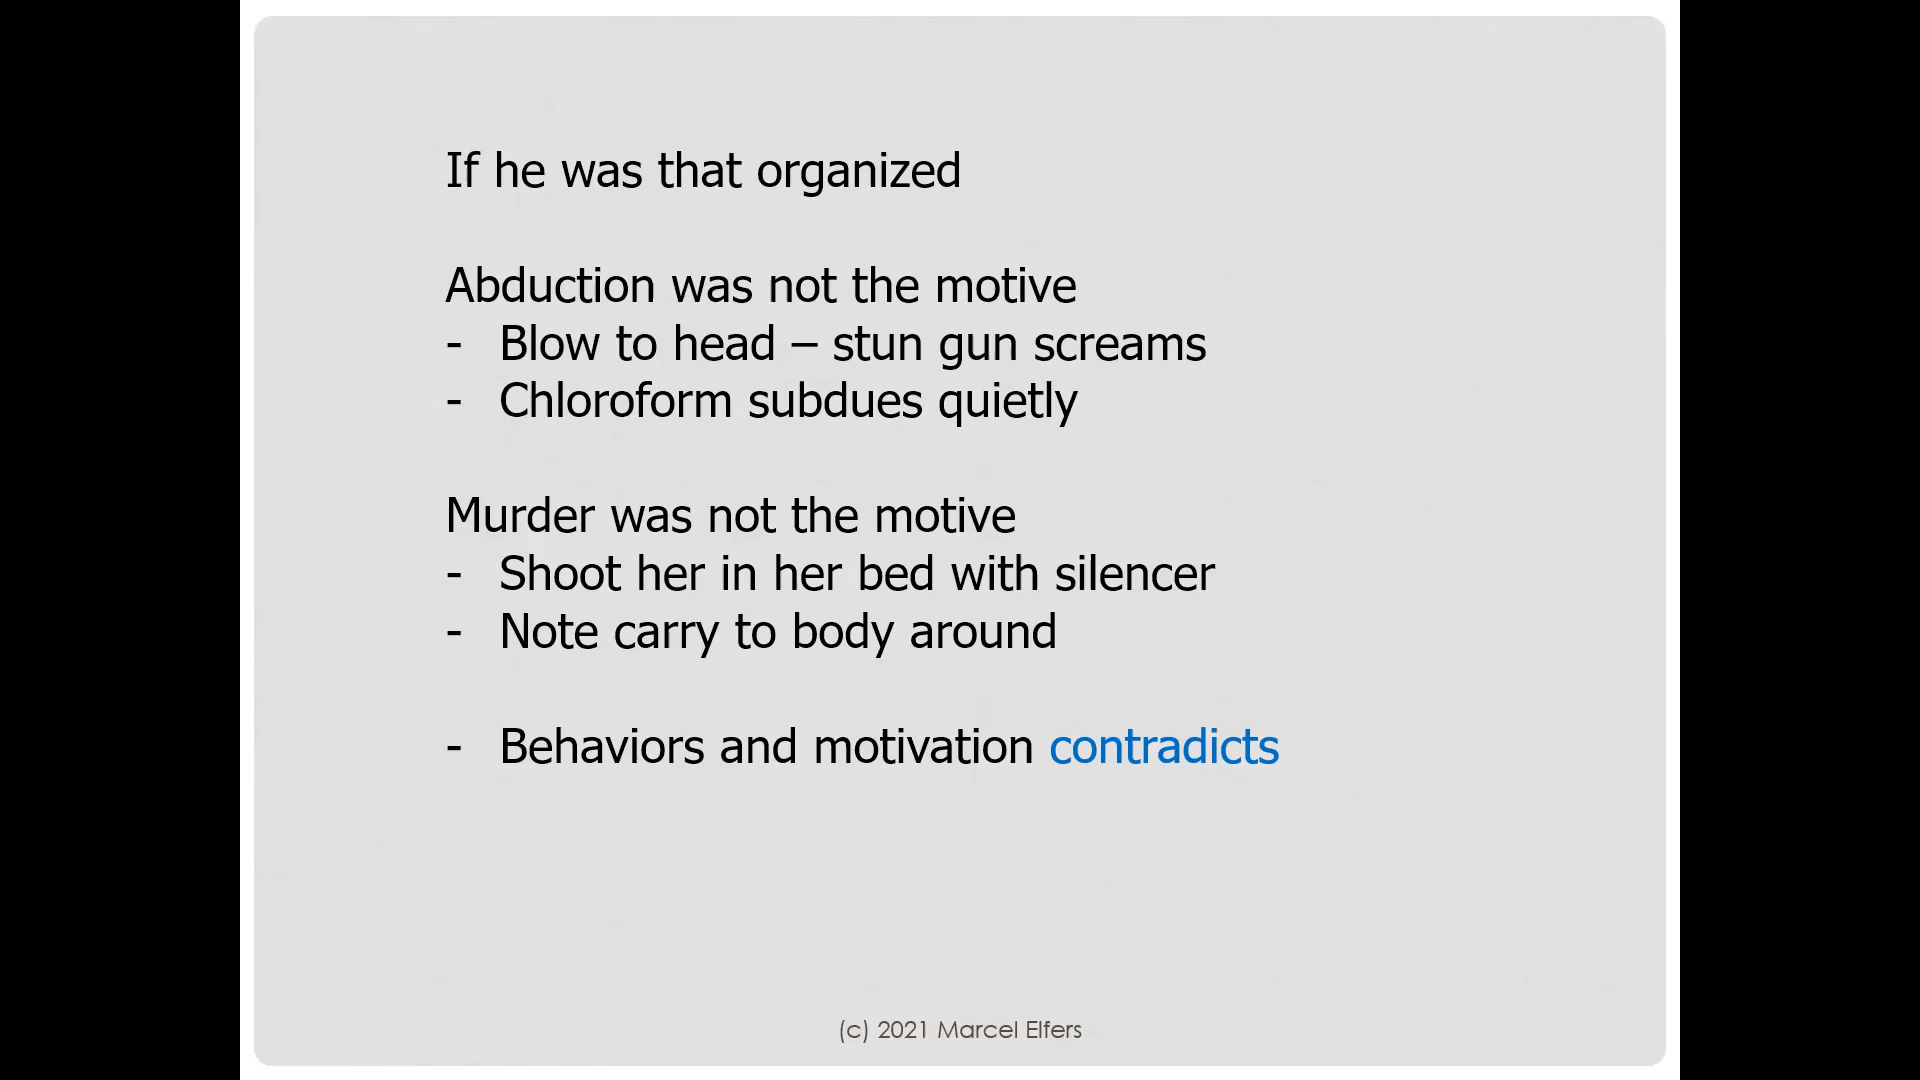 If he was that organized
Abduction was not the motive
- Blow to head – stun gun screams
- Chloroform subdues quietly
Murder was not the motive
- Shoot her in her bed with silencer
- Note carry to body around
- Behaviors and motivation contradicts
(c) 2021 Marcel Elfers